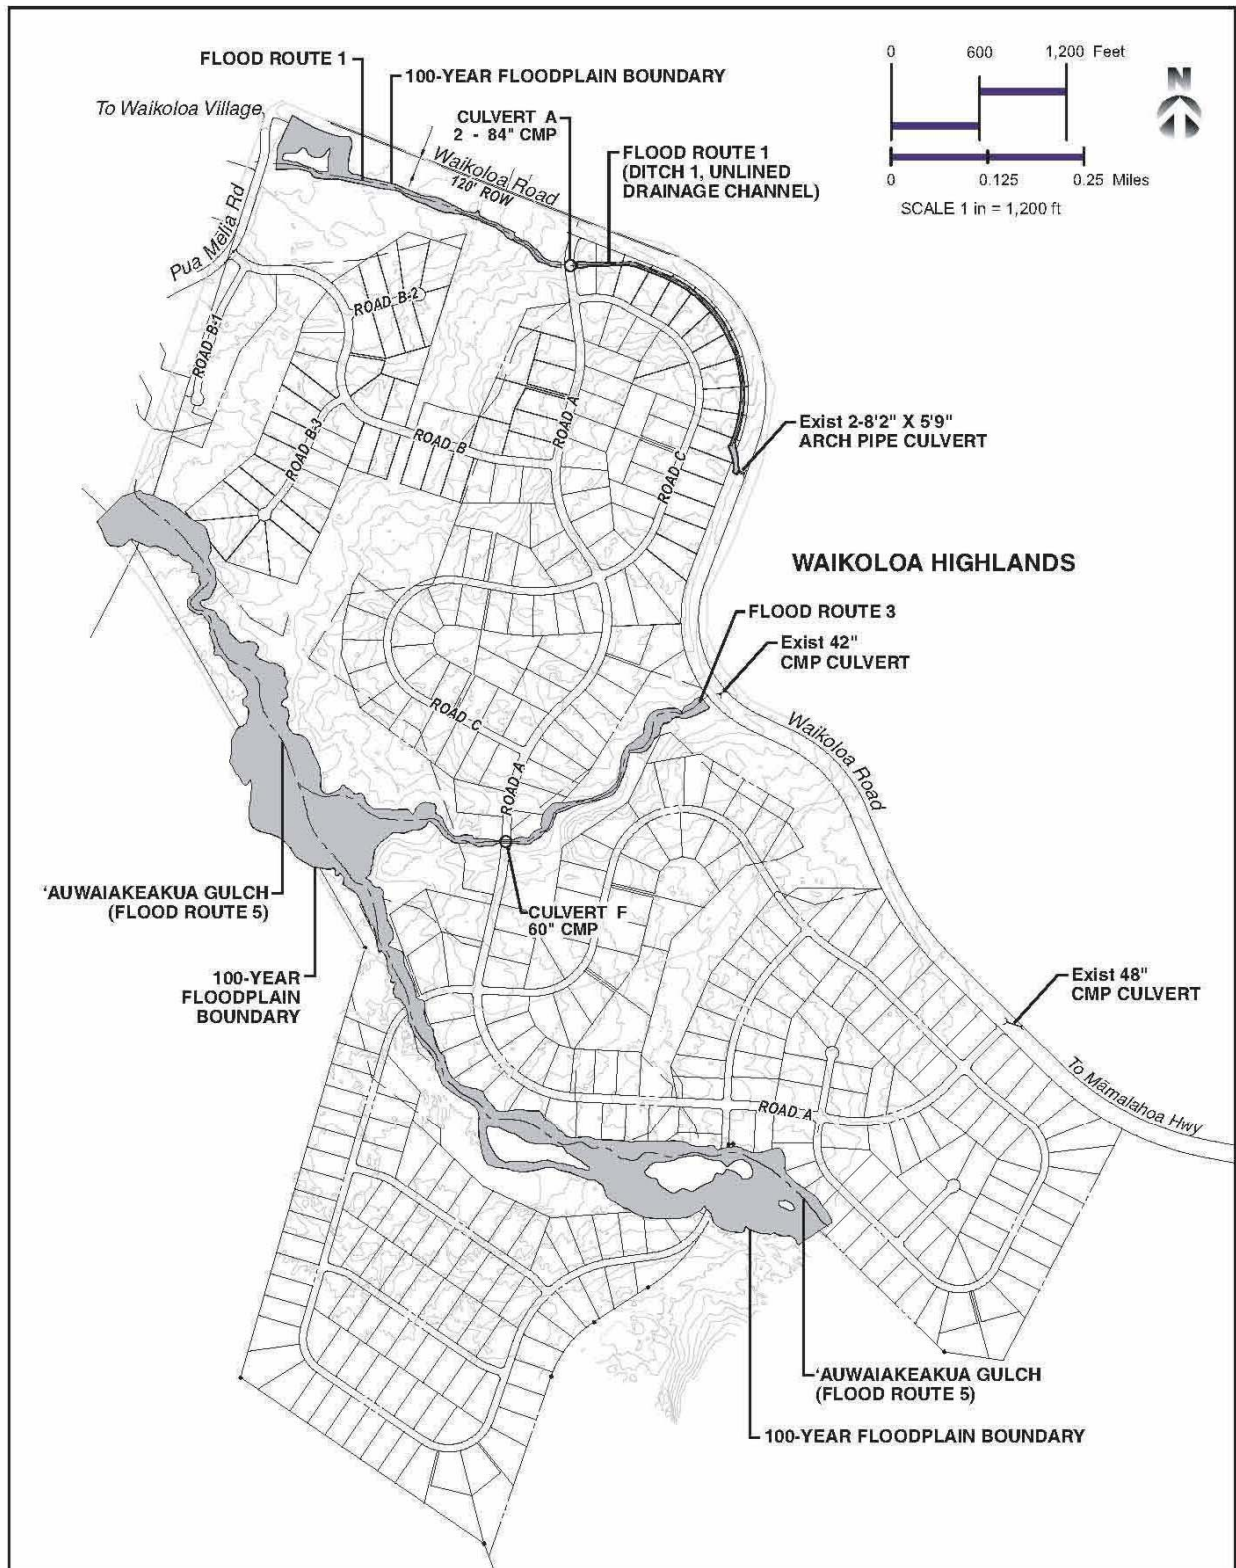 FLOOD ROUTE 1
100-YEAR FLOODPLAIN BOUNDARY
To Waikoloa Village
CULVERT A
2 - 84" CMP
Waikoloa Road
120' ROW
FLOOD ROUTE 1
(DITCH 1, UNLINED
DRAINAGE CHANNEL)
0 600 1,200 Feet
N
0 0.125 0.25 Miles
SCALE 1 in = 1,200 ft
Pua Mēlia Rd
ROAD B-2
ROAD B-1
ROAD A
ROAD B
ROAD B-3
ROAD C
Exist 2-8'2" X 5'9"
ARCH PIPE CULVERT
WAIKOLOA HIGHLANDS
FLOOD ROUTE 3
Exist 42"
CMP CULVERT
ROAD C
Waikoloa Road
ROAD A
'AUWAIAKEAKUA GULCH
(FLOOD ROUTE 5)
CULVERT F
60" CMP
100-YEAR
FLOODPLAIN
BOUNDARY
Exist 48"
CMP CULVERT
To Māmalahoa Hwy
ROAD A
'AUWAIAKEAKUA GULCH
(FLOOD ROUTE 5)
100-YEAR FLOODPLAIN BOUNDARY